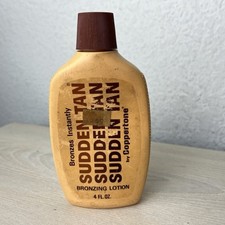 Bronzes Instantly
SUDDEN TAN
SUDDEN TAN
SUDDEN TAN
by Coppertone
BRONZING LOTION
4 FL. OZ.